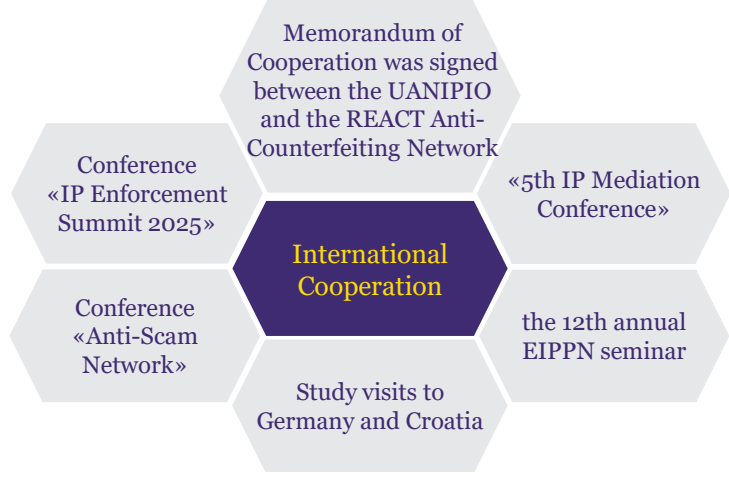 Memorandum of
Cooperation was signed
between the UANIPIO
and the REACT Anti-
Counterfeiting Network
Conference
«IP Enforcement
Summit 2025»
«5th IP Mediation
Conference»
International
Cooperation
Conference
«Anti-Scam
Network»
the 12th annual
EIPPN seminar
Study visits to
Germany and Croatia